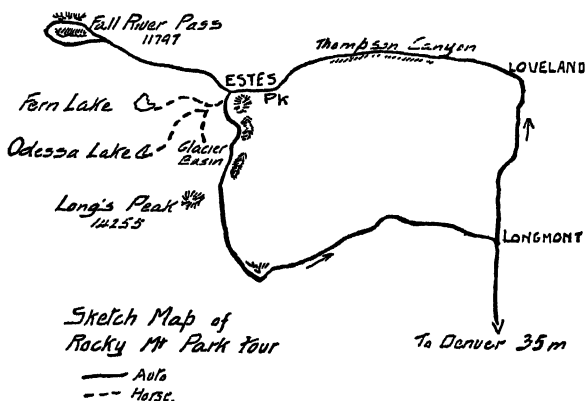 Fall River Pass
11797
Thompson Canyon
LOVELAND
ESTES
PK
Fern Lake
Odessa Lake
Glacier
Basin
Long's Peak
14255
LONGMONT
Sketch Map of
Rocky Mt Park tour
To Denver 35m
Auto
Horse.